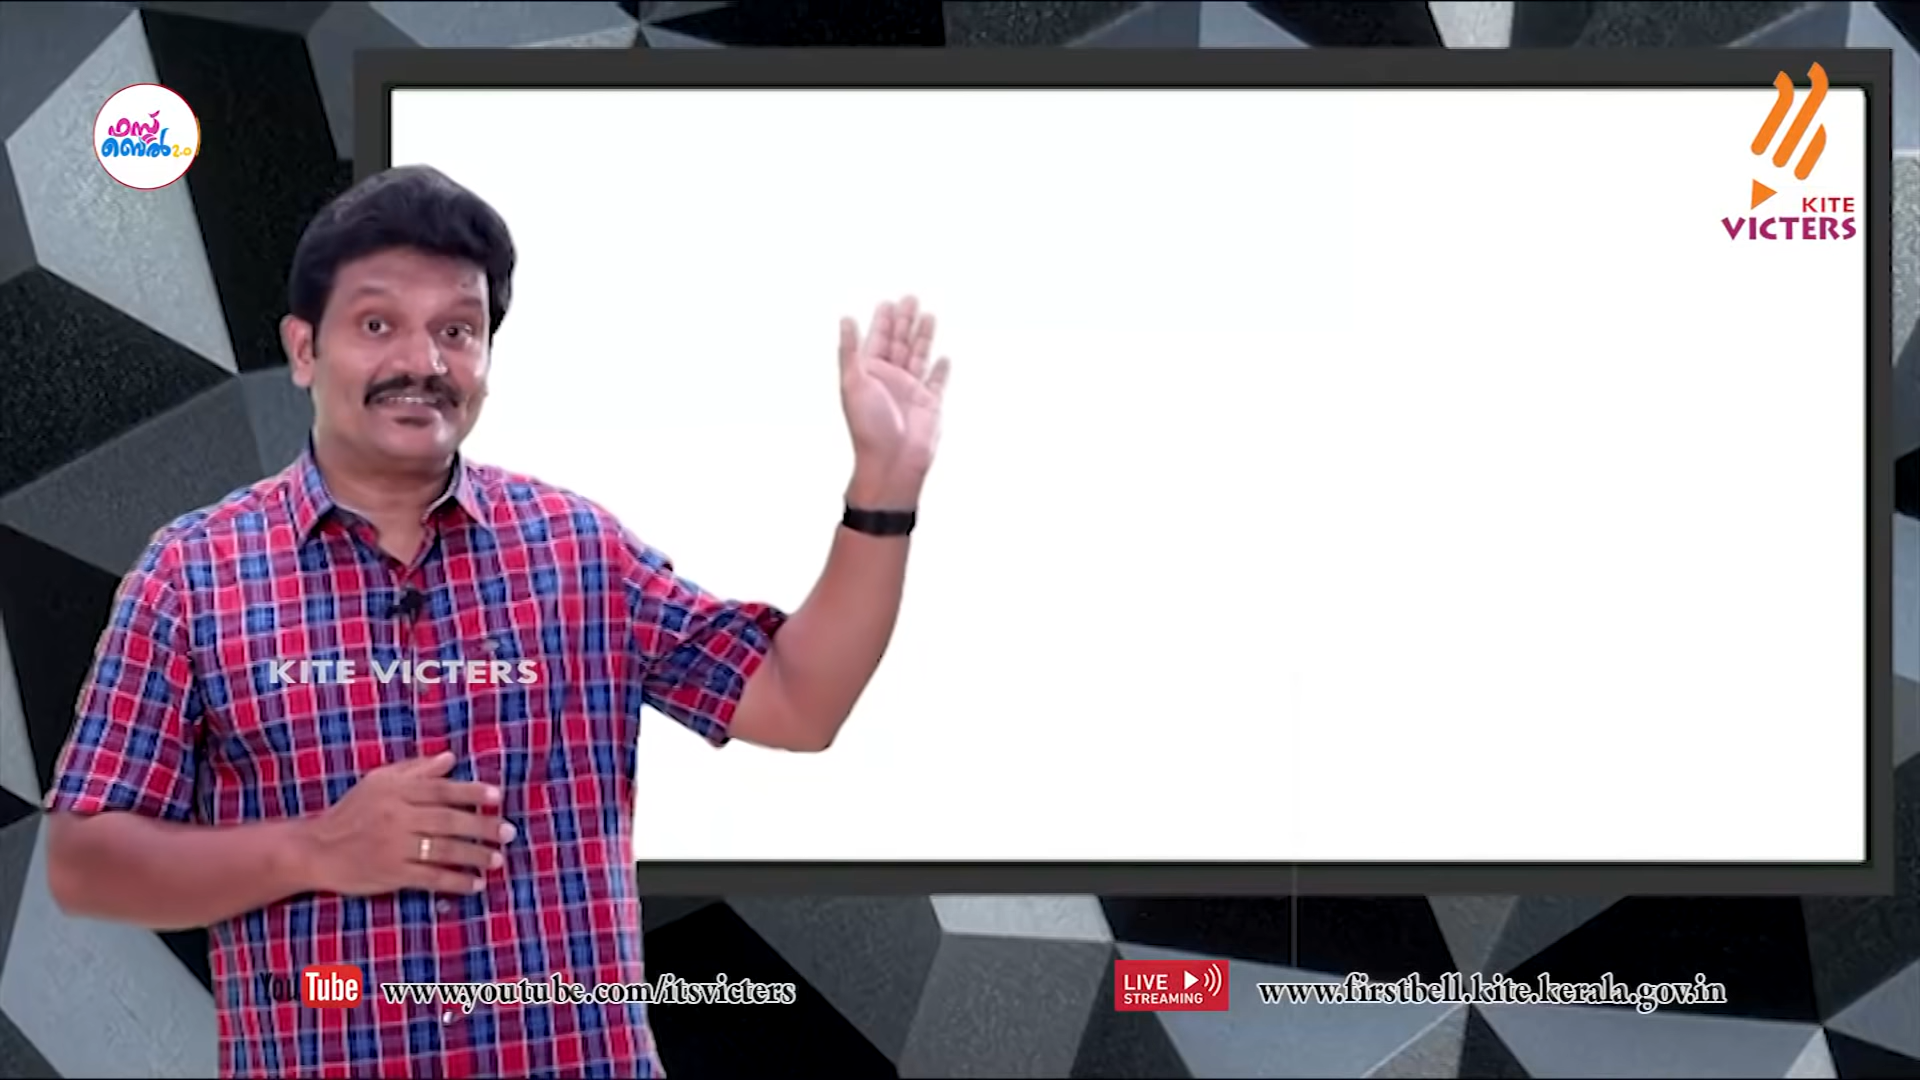 ഫസ്റ്റ്
ബെൽ 2.0
KITE
VICTERS
KITE VICTERS
YouTube www.youtube.com/itsvicters
LIVE
STREAMING
www.firstbell.kite.kerala.gov.in